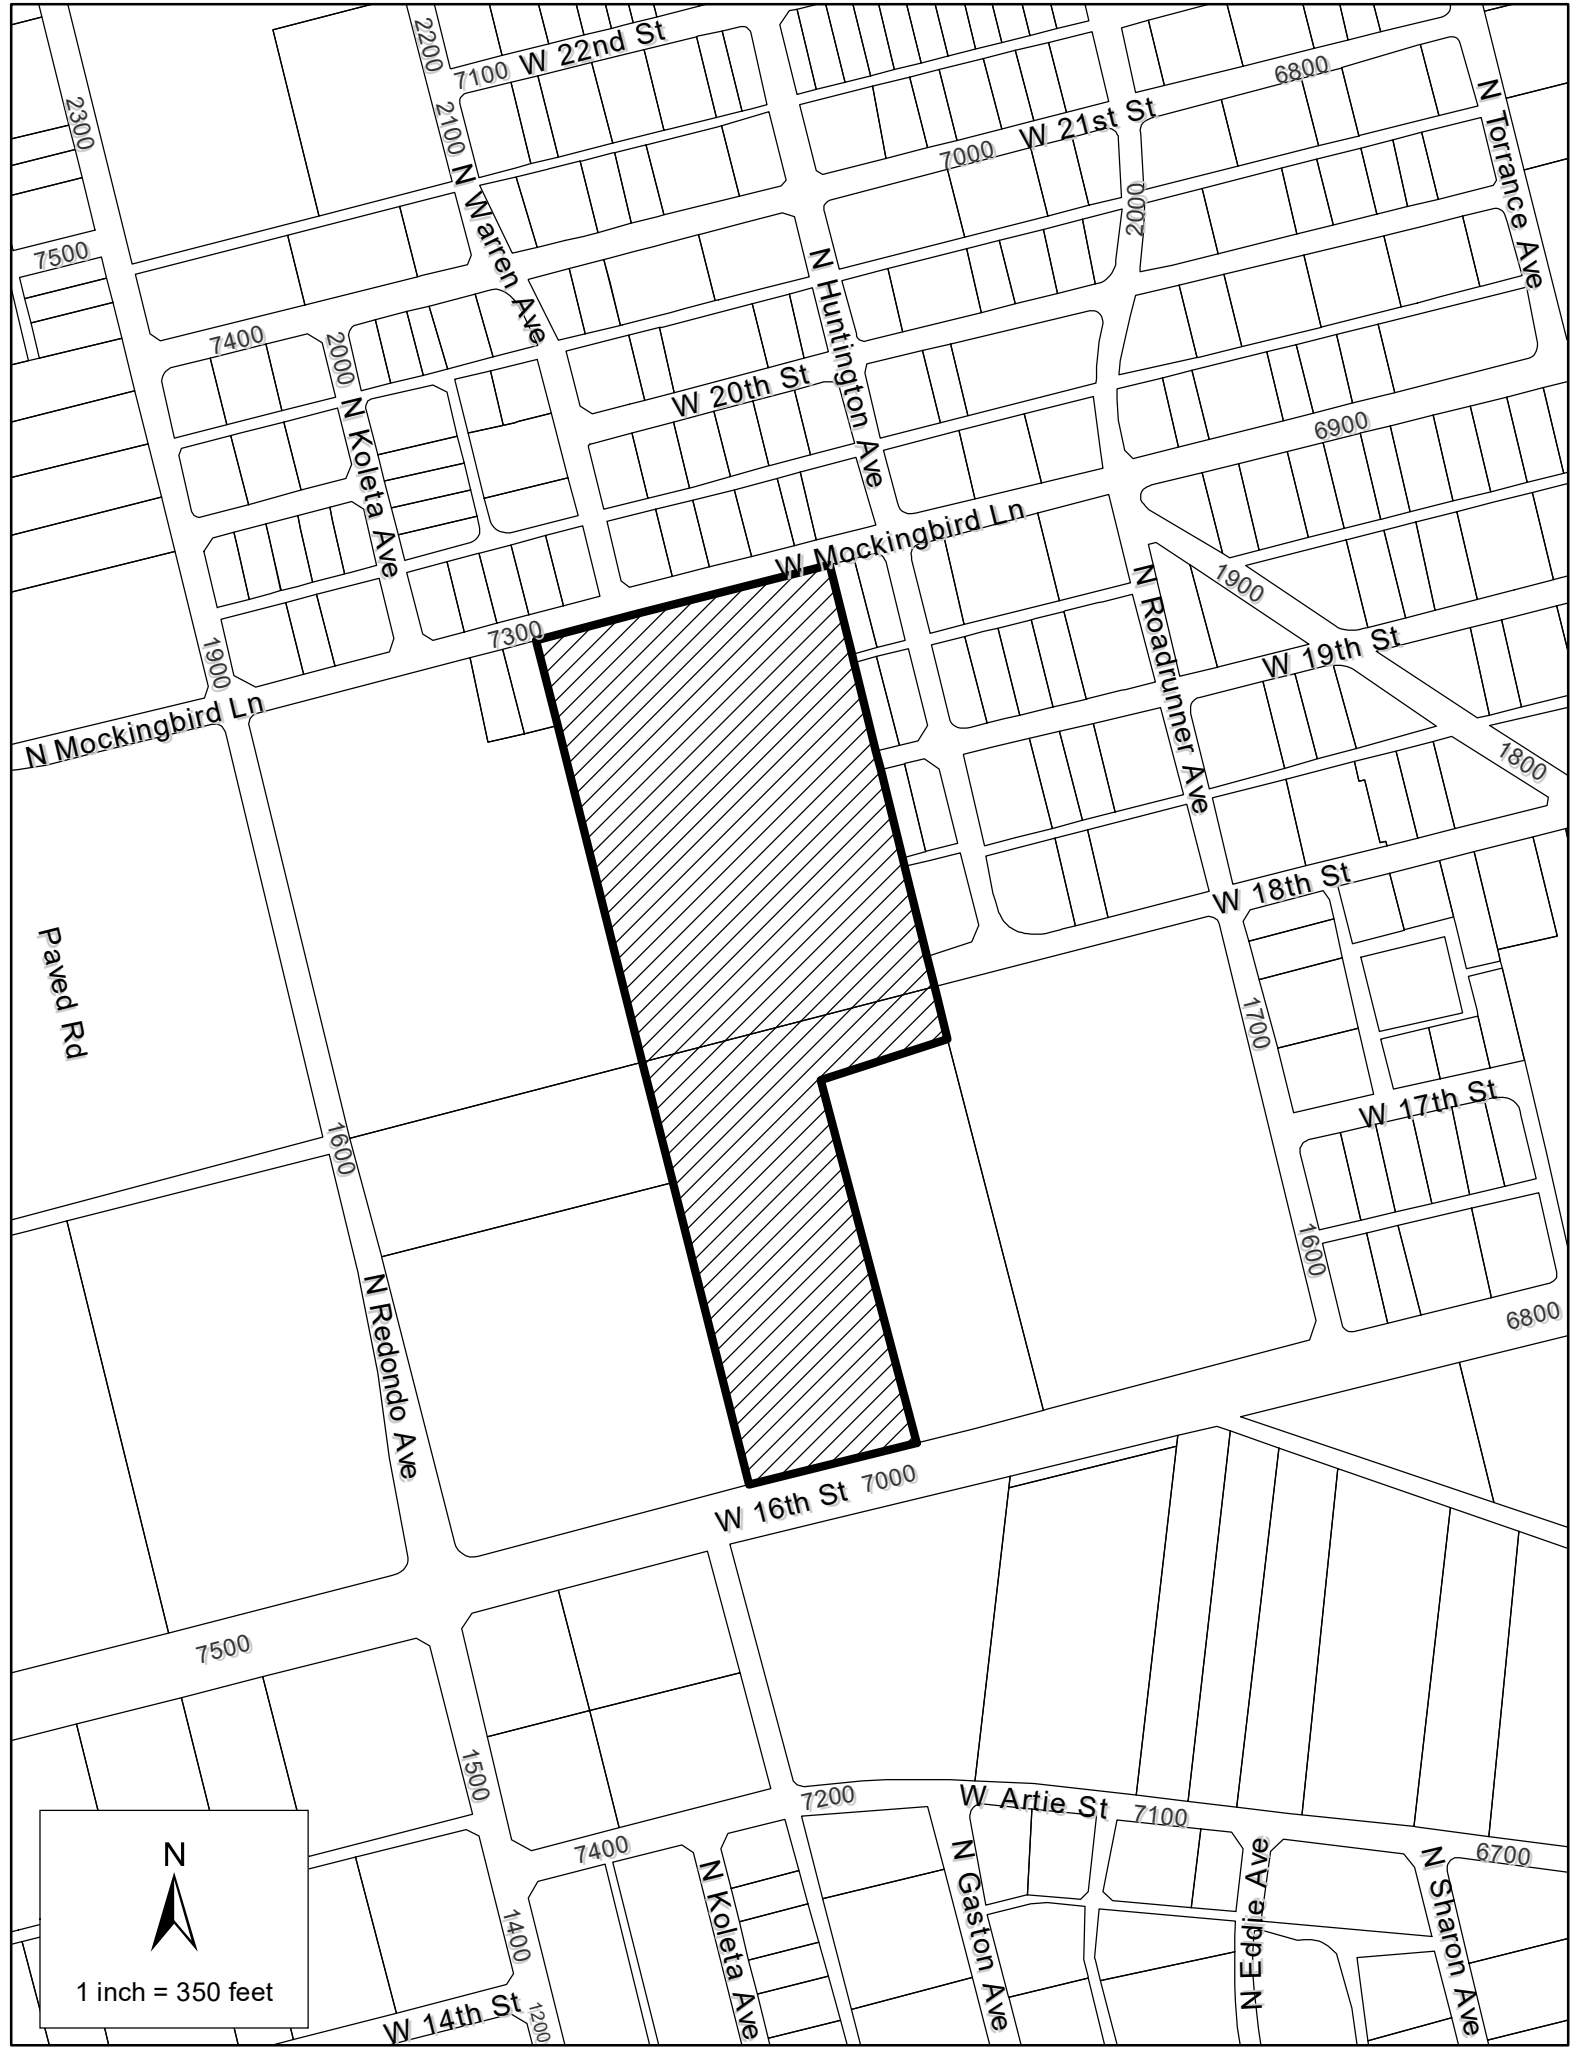 2200
W 22nd St
7100
6800
2300
2100
W 21st St
N Torrance Ave
7000
N Warren Ave
2000
7500
N Huntington Ave
7400
2000
W 20th St
N Koleta Ave
6900
W Mockingbird Ln
1900
N Roadrunner Ave
7300
1900
W 19th St
N Mockingbird Ln
1800
W 18th St
Paved Rd
1700
W 17th St
1600
1600
N Redondo Ave
6800
W 16th St
7000
7500
1500
7200
W Artie St
7100
7400
6700
N Koleta Ave
N Gaston Ave
N Eddie Ave
N Sharon Ave
1400
N
1 inch = 350 feet
W 14th St
1200